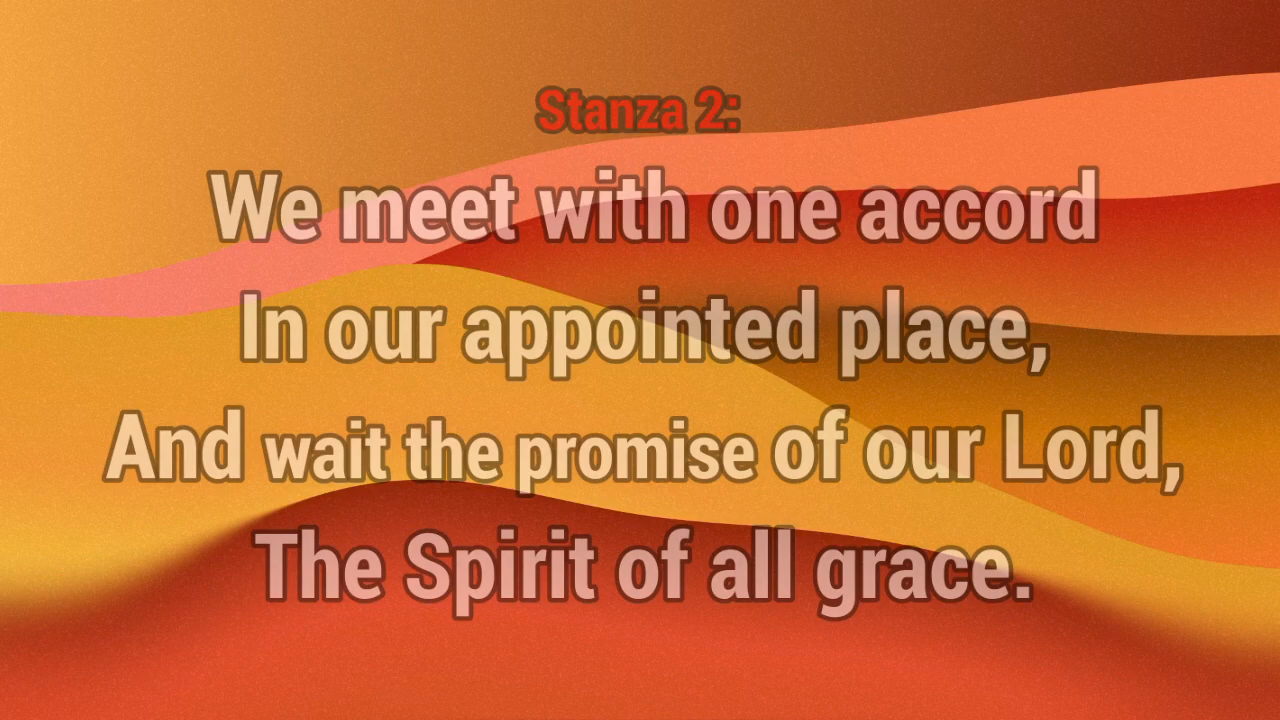 Stanza 2:
We meet with one accord
In our appointed place,
And wait the promise of our Lord,
The Spirit of all grace.